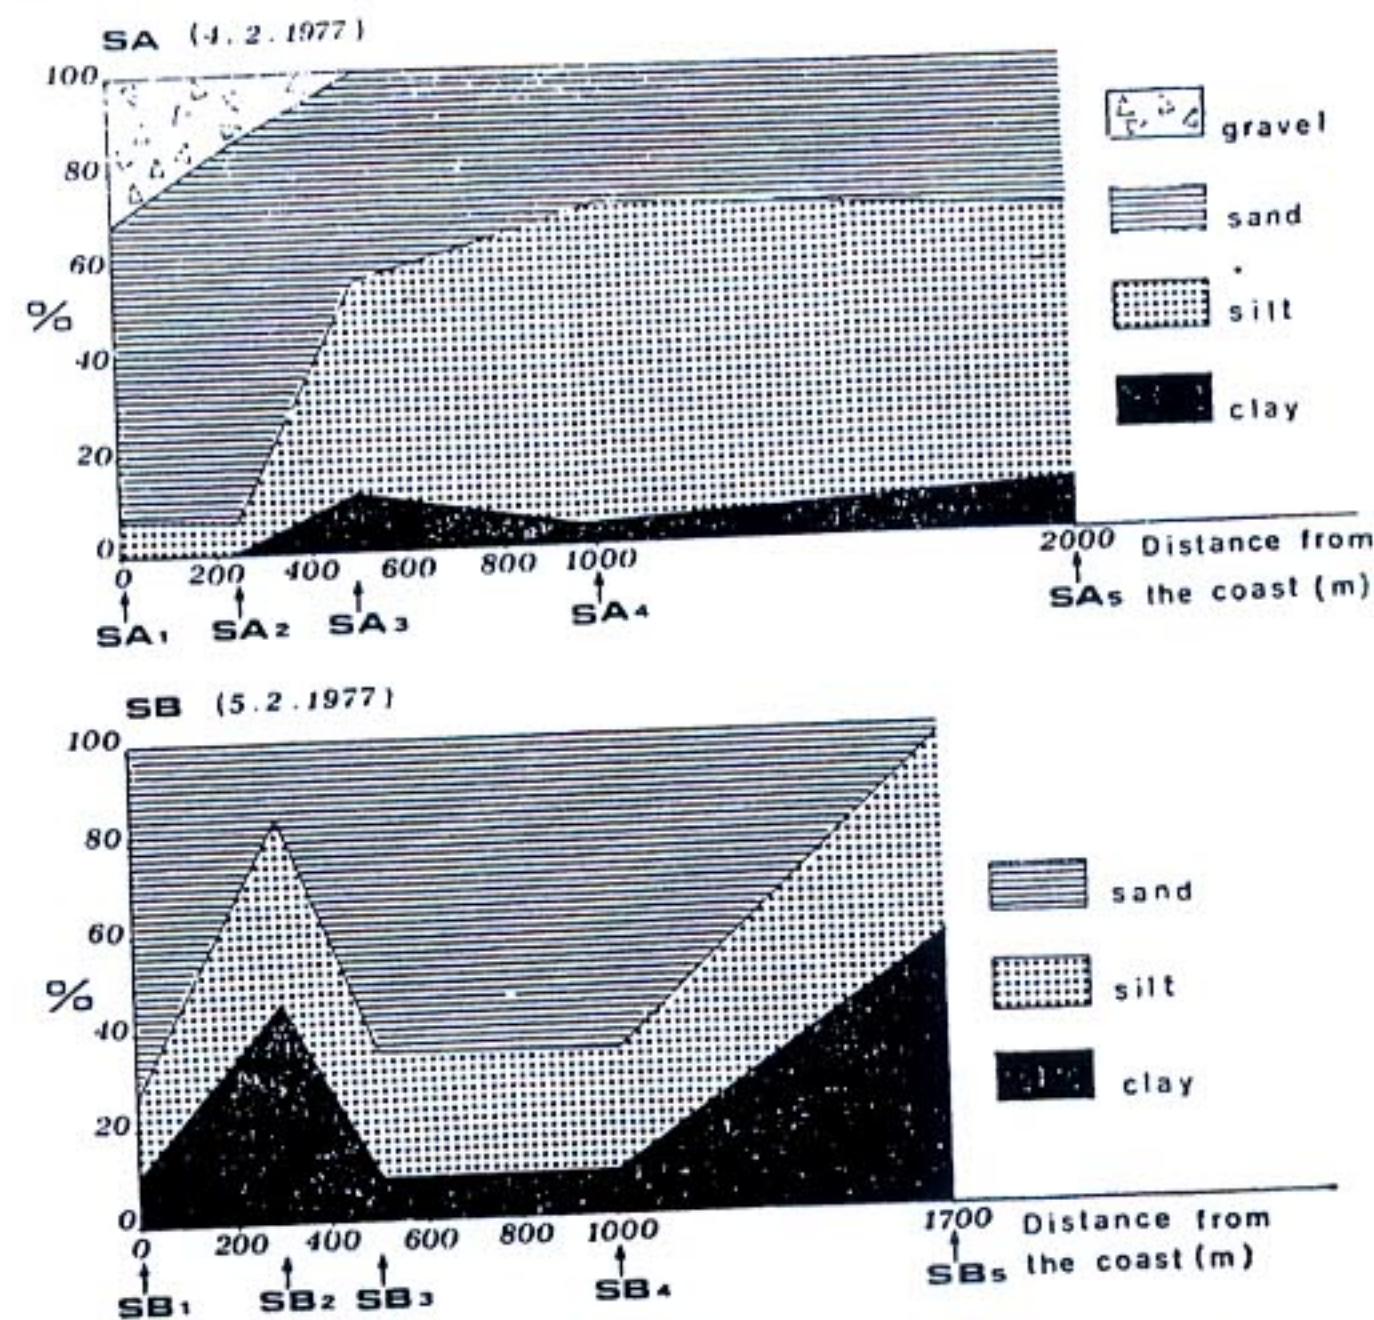 SA (4.2.1977)
100
80
60
%
40
20
0
0 200 400 600 800 1000 2000 Distance from
the coast (m)
SA1 SA2 SA3 SA4 SA5
gravel
sand
silt
clay
SB (5.2.1977)
100
80
60
%
40
20
0
0 200 400 600 800 1000 1700 Distance from
the coast (m)
SB1 SB2 SB3 SB4 SB5
sand
silt
clay